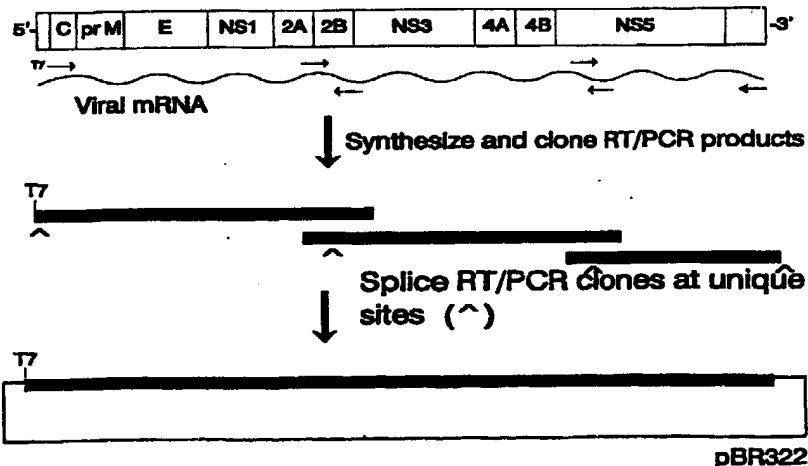 5'- C pr M E NS1 2A 2B NS3 4A 4B NS5 -3'
T7
Viral mRNA
Synthesize and clone RT/PCR products
T7
^
^
^ ^
Splice RT/PCR clones at unique
sites (^)
T7
pBR322